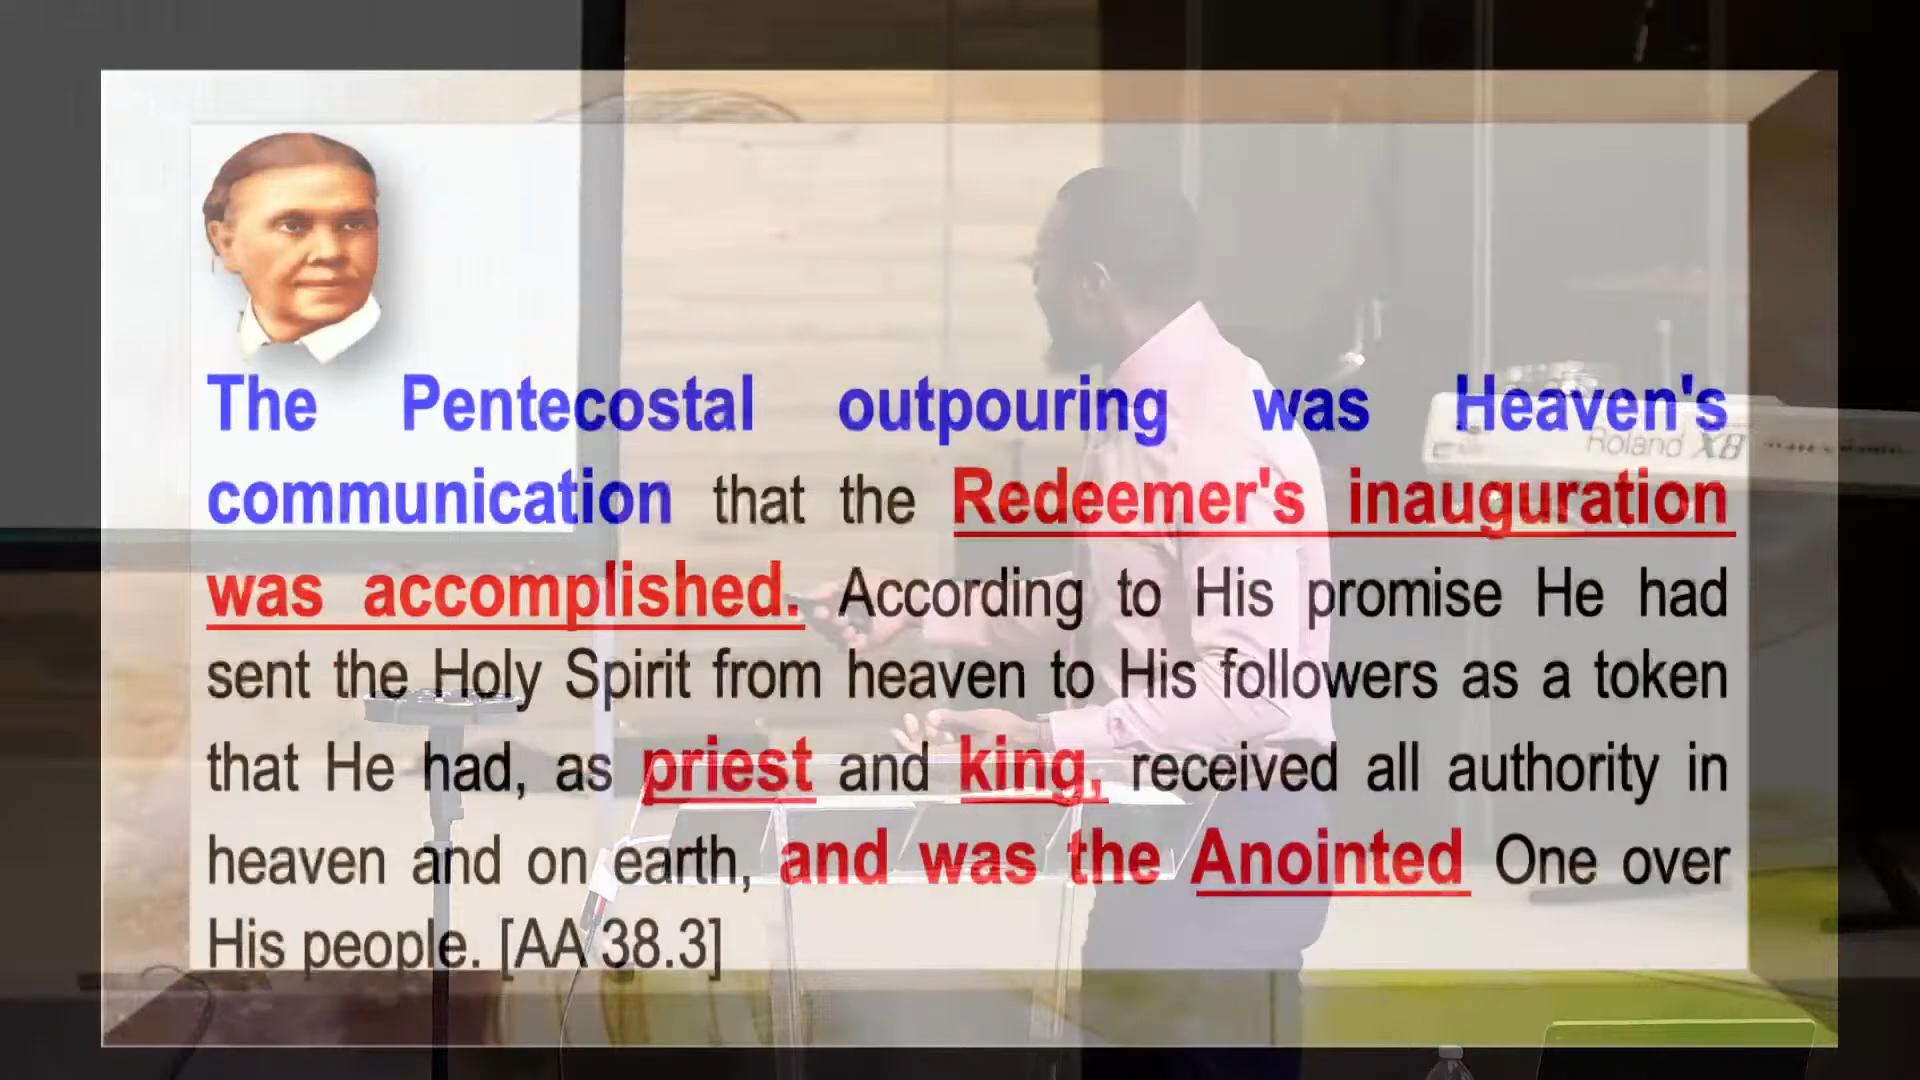 The Pentecostal outpouring was Heaven's
communication that the Redeemer's inauguration
was accomplished. According to His promise He had
sent the Holy Spirit from heaven to His followers as a token
that He had, as priest and king, received all authority in
heaven and on earth, and was the Anointed One over
His people. [AA 38.3]
Roland XP